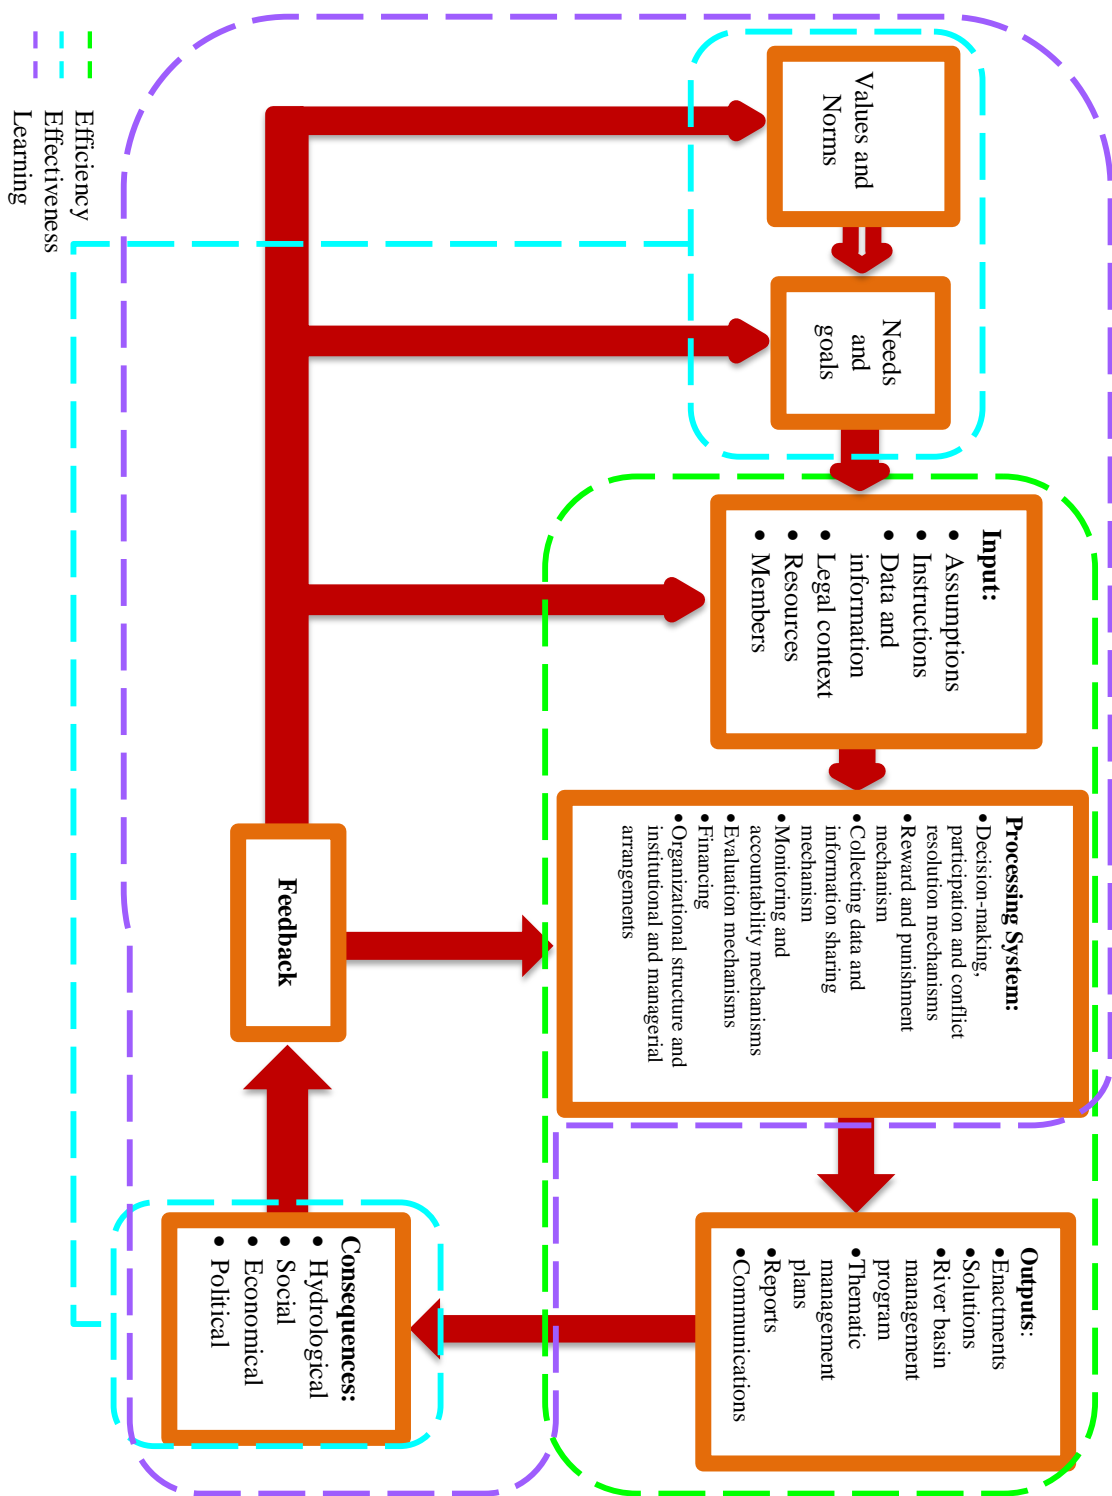 Values and
Norms
Needs
and
goals
Input:
• Assumptions
• Instructions
• Data and
information
• Legal context
• Resources
• Members
Processing System:
•Decision-making,
participation and conflict
resolution mechanisms
•Reward and punishment
mechanism
•Collecting data and
information sharing
mechanism
•Monitoring and
accountability mechanisms
•Evaluation mechanisms
•Financing
•Organizational structure and
institutional and managerial
arrangements
Outputs:
•Enactments
•Solutions
•River basin
management
program
•Thematic
management
plans
•Reports
•Communications
Consequences:
• Hydrological
• Social
• Economical
• Political
Feedback
Efficiency
Effectiveness
Learning